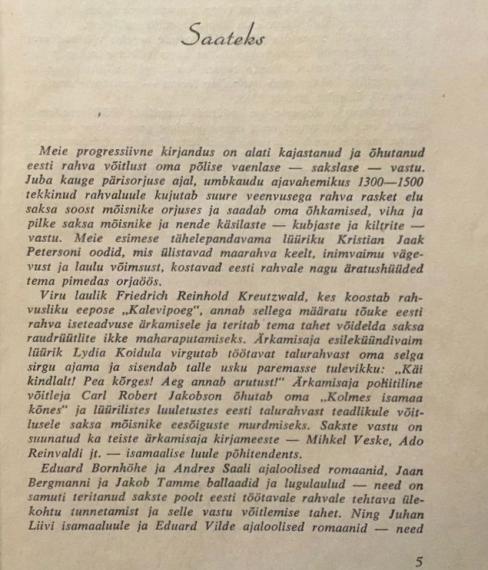 Saateks
Meie progressiivne kirjandus on alati kajastanud ja õhutanud
eesti rahva võitlust oma põlise vaenlase — sakslase — vastu.
Juba kauge pärisorjuse ajal, umbkaudu ajavahemikus 1300—1500
tekkinud rahvaluule kujutab suure veenvusega rahva rasket elu
saksa soost mõisnike orjuses ja saadab oma õhkamised, viha ja
pilke saksa mõisnike ja nende käsilaste — kubjaste ja kiltrite —
vastu. Meie esimese tähelepandavama lüüriku Kristian Jaak
Petersoni oodid, mis ülistavad maarahva keelt, inimvaimu väge-
vust ja laulu võimsust, kostavad eesti rahvale nagu äratushüüded
tema pimedas orjaöös.
Viru laulik Friedrich Reinhold Kreutzwald, kes koostab rah-
vusliku eepose „Kalevipoeg", annab sellega määratu tõuke eesti
rahva iseteadvuse ärkamisele ja teritab tema tahet võidelda saksa
raudrüütlite ikke maharaputamiseks. Ärkamisaja esileküündivaim
lüürik Lydia Koidula virgutab töötavat talurahvast oma selga
sirgu ajama ja sisendab talle usku paremasse tulevikku: „Käi
kindlalt! Pea kõrges! Aeg annab arutust!" Ärkamisaja poliitiline
võitleja Carl Robert Jakobson õhutab oma „Kolmes isamaa
kõnes" ja lüürilistes luuletustes eesti talurahvast teadlikule võit-
lusele saksa mõisnike eesõiguste murdmiseks. Sakste vastu on
suunatud ka teiste ärkamisaja kirjameeste — Mihkel Veske, Ado
Reinvaldi jt. — isamaalise luule põhitendents.
Eduard Bornhöhe ja Andres Saali ajaloolised romaanid, Jaan
Bergmanni ja Jakob Tamme ballaadid ja lugulaulud — need on
samuti teritanud sakste poolt eesti töötavale rahvale tehtava üle-
kohtu tunnetamist ja selle vastu võitlemise tahet. Ning Juhan
Liivi isamaaluule ja Eduard Vilde ajaloolised romaanid — need
5